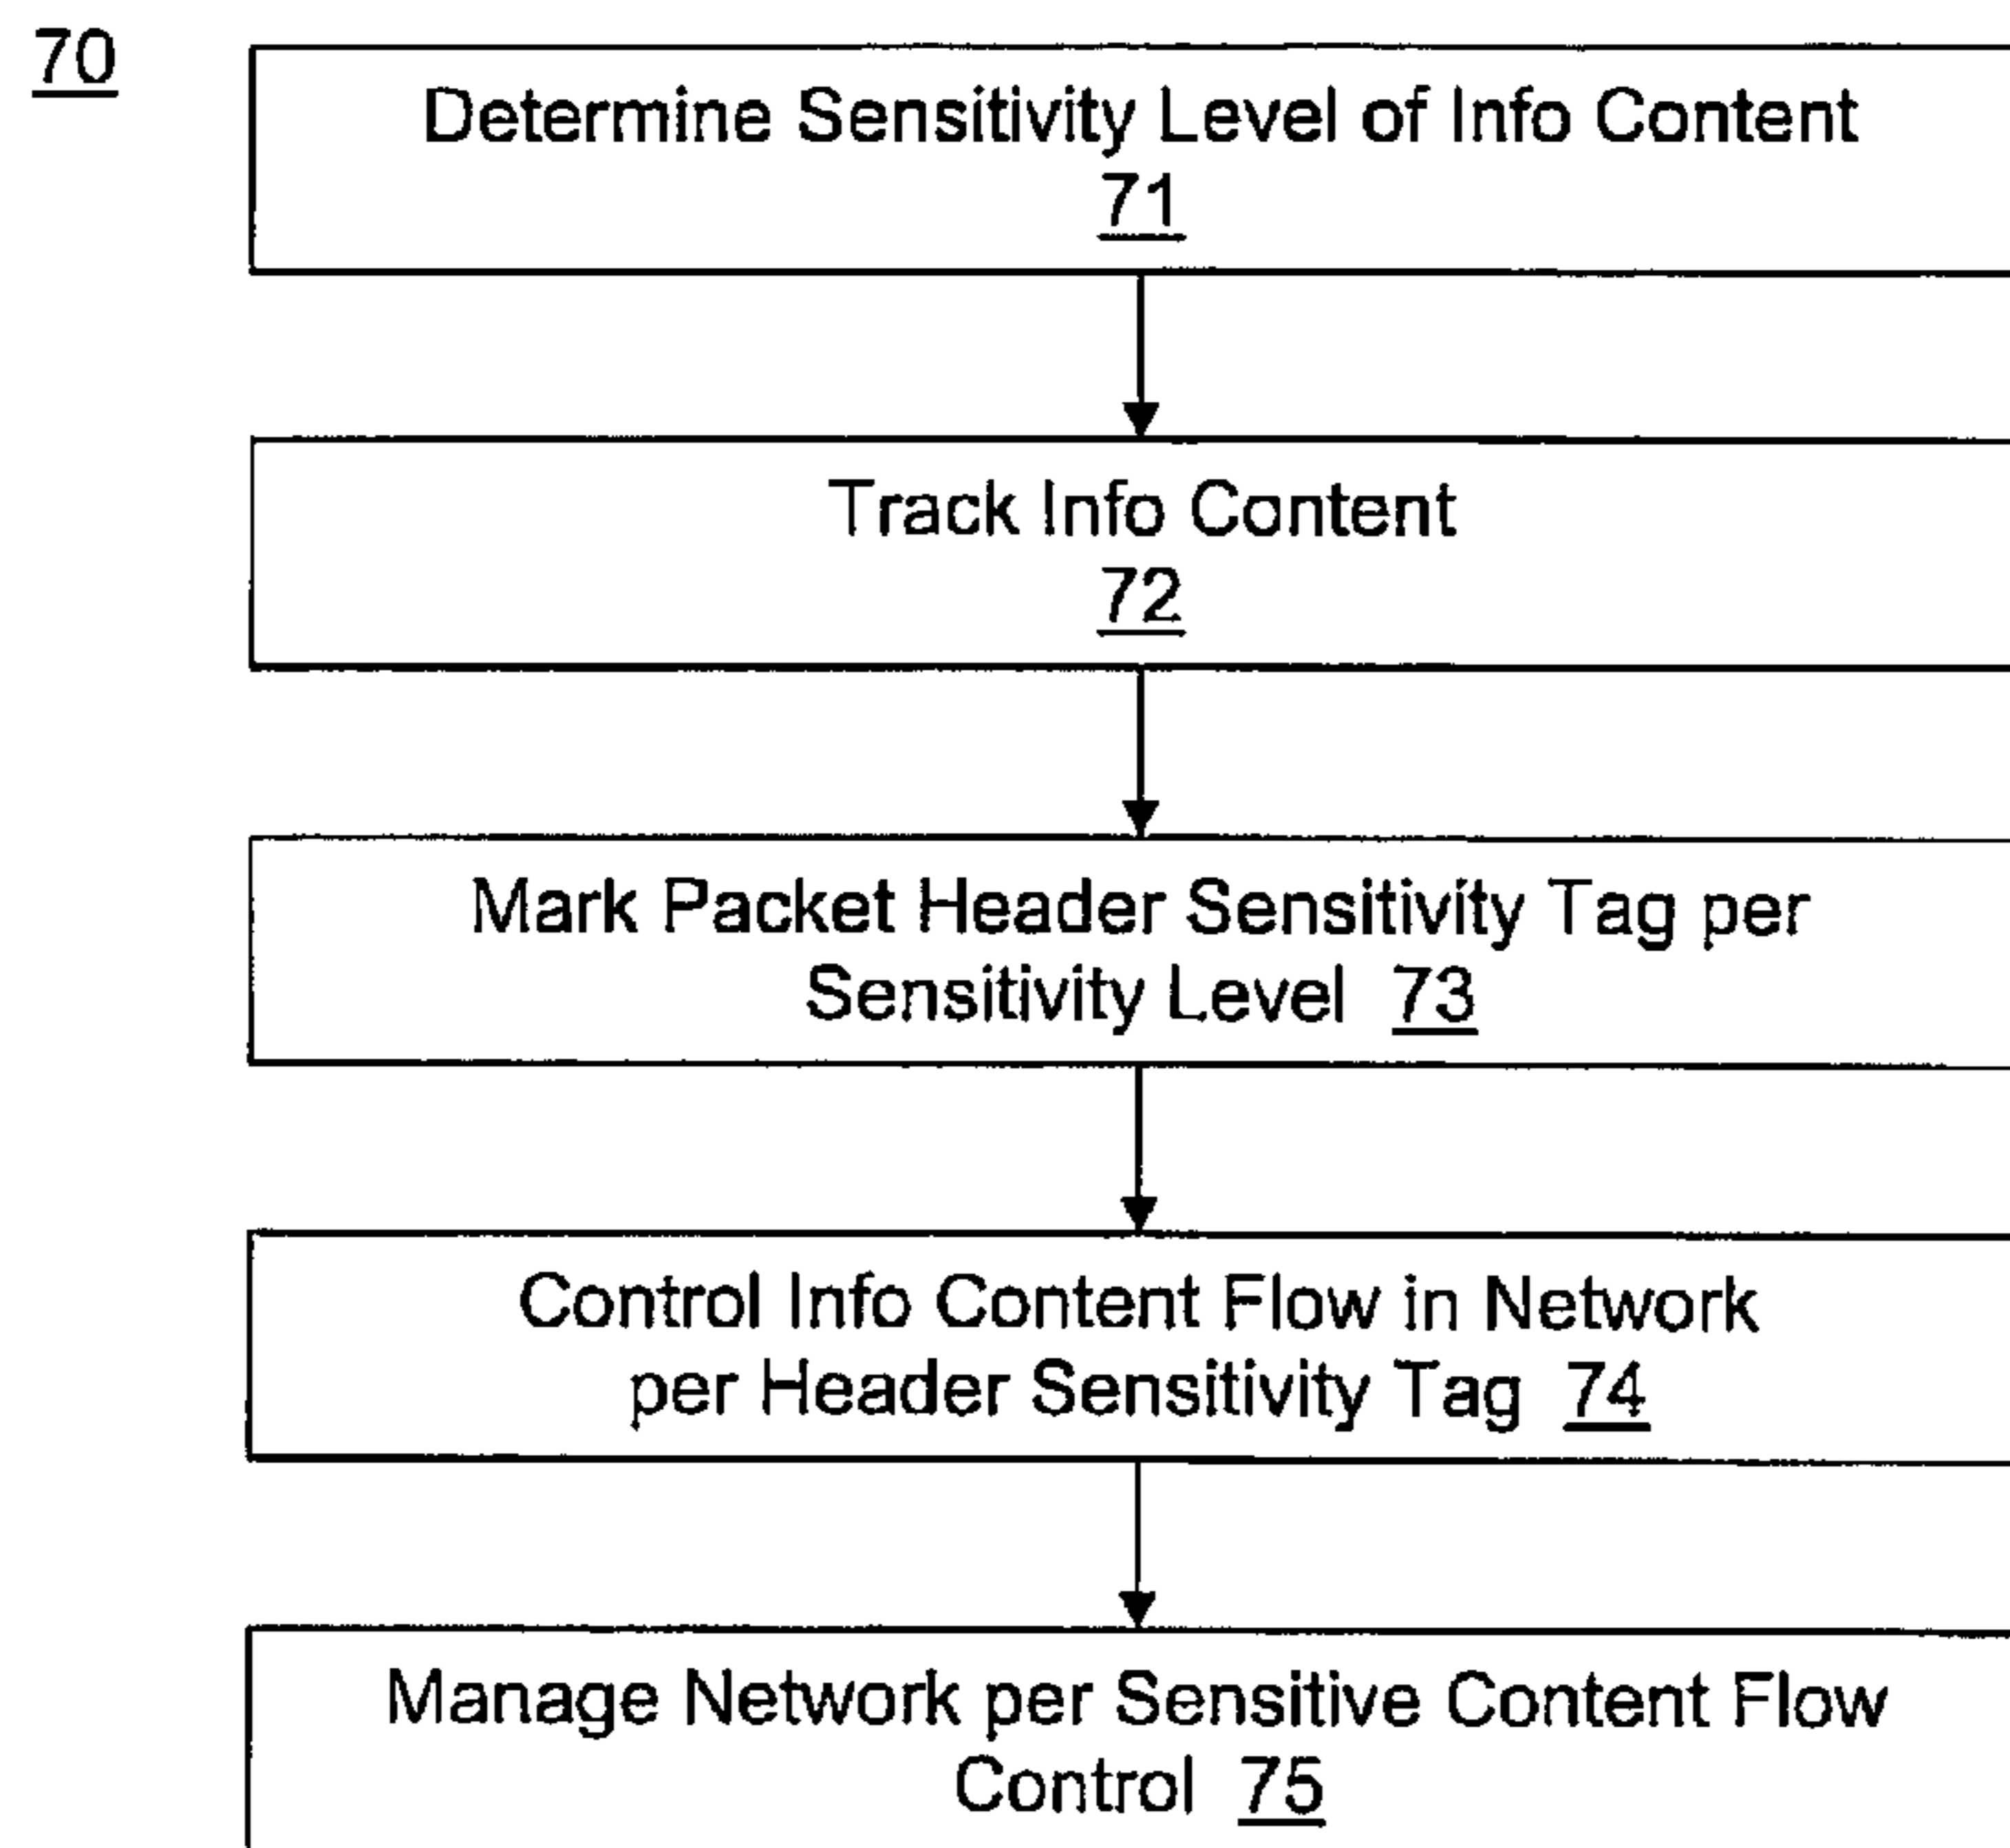 70
Determine Sensitivity Level of Info Content
71
Track Info Content
72
Mark Packet Header Sensitivity Tag per
Sensitivity Level 73
Control Info Content Flow in Network
per Header Sensitivity Tag 74
Manage Network per Sensitive Content Flow
Control 75